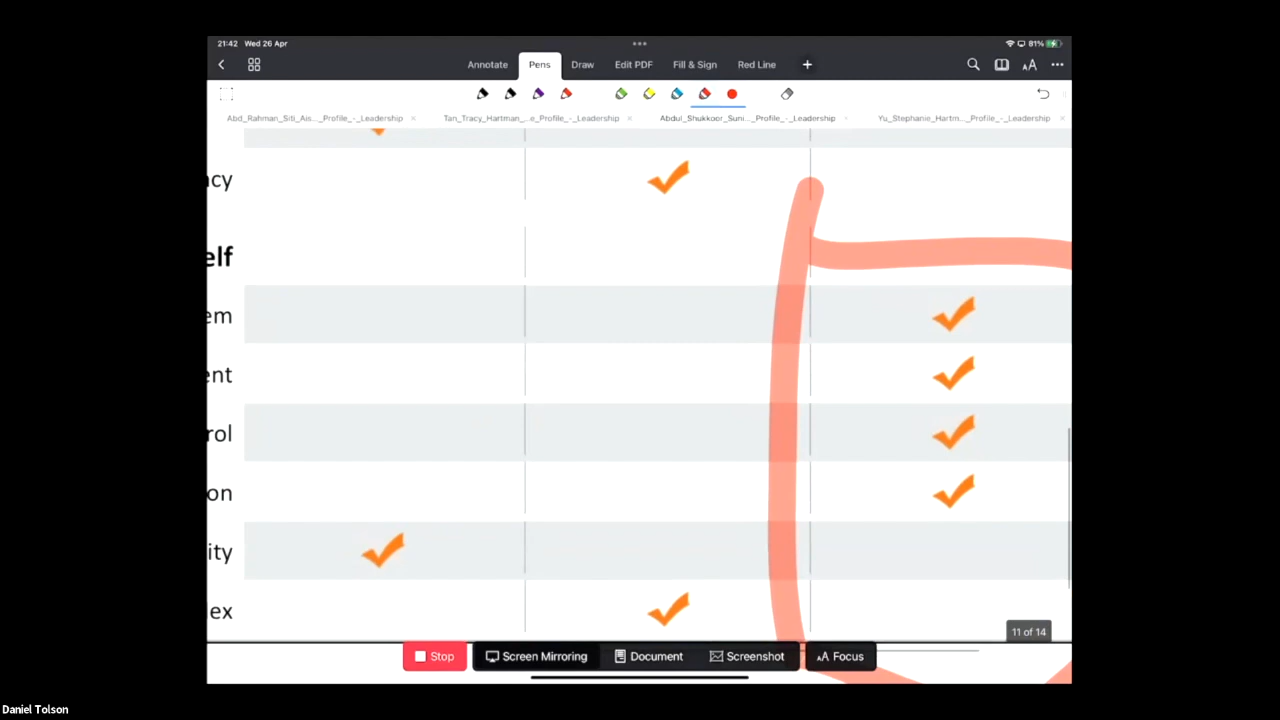 21:42 Wed 26 Apr
81%
Annotate Pens Draw Edit PDF Fill & Sign Red Line +
AA
Abd_Rahman_Siti_Ais..._Profile_-_Leadership × Tan_Tracy_Hartman_...e_Profile_-_Leadership × Abdul_Shukkoor_Suni..._Profile_-_Leadership Yu_Stephanie_Hartm..._Profile_-_Leadership ×
cy
elf
em
ent
rol
on
ity
ex
11 of 14
Stop Screen Mirroring Document Screenshot AA Focus
Daniel Tolson